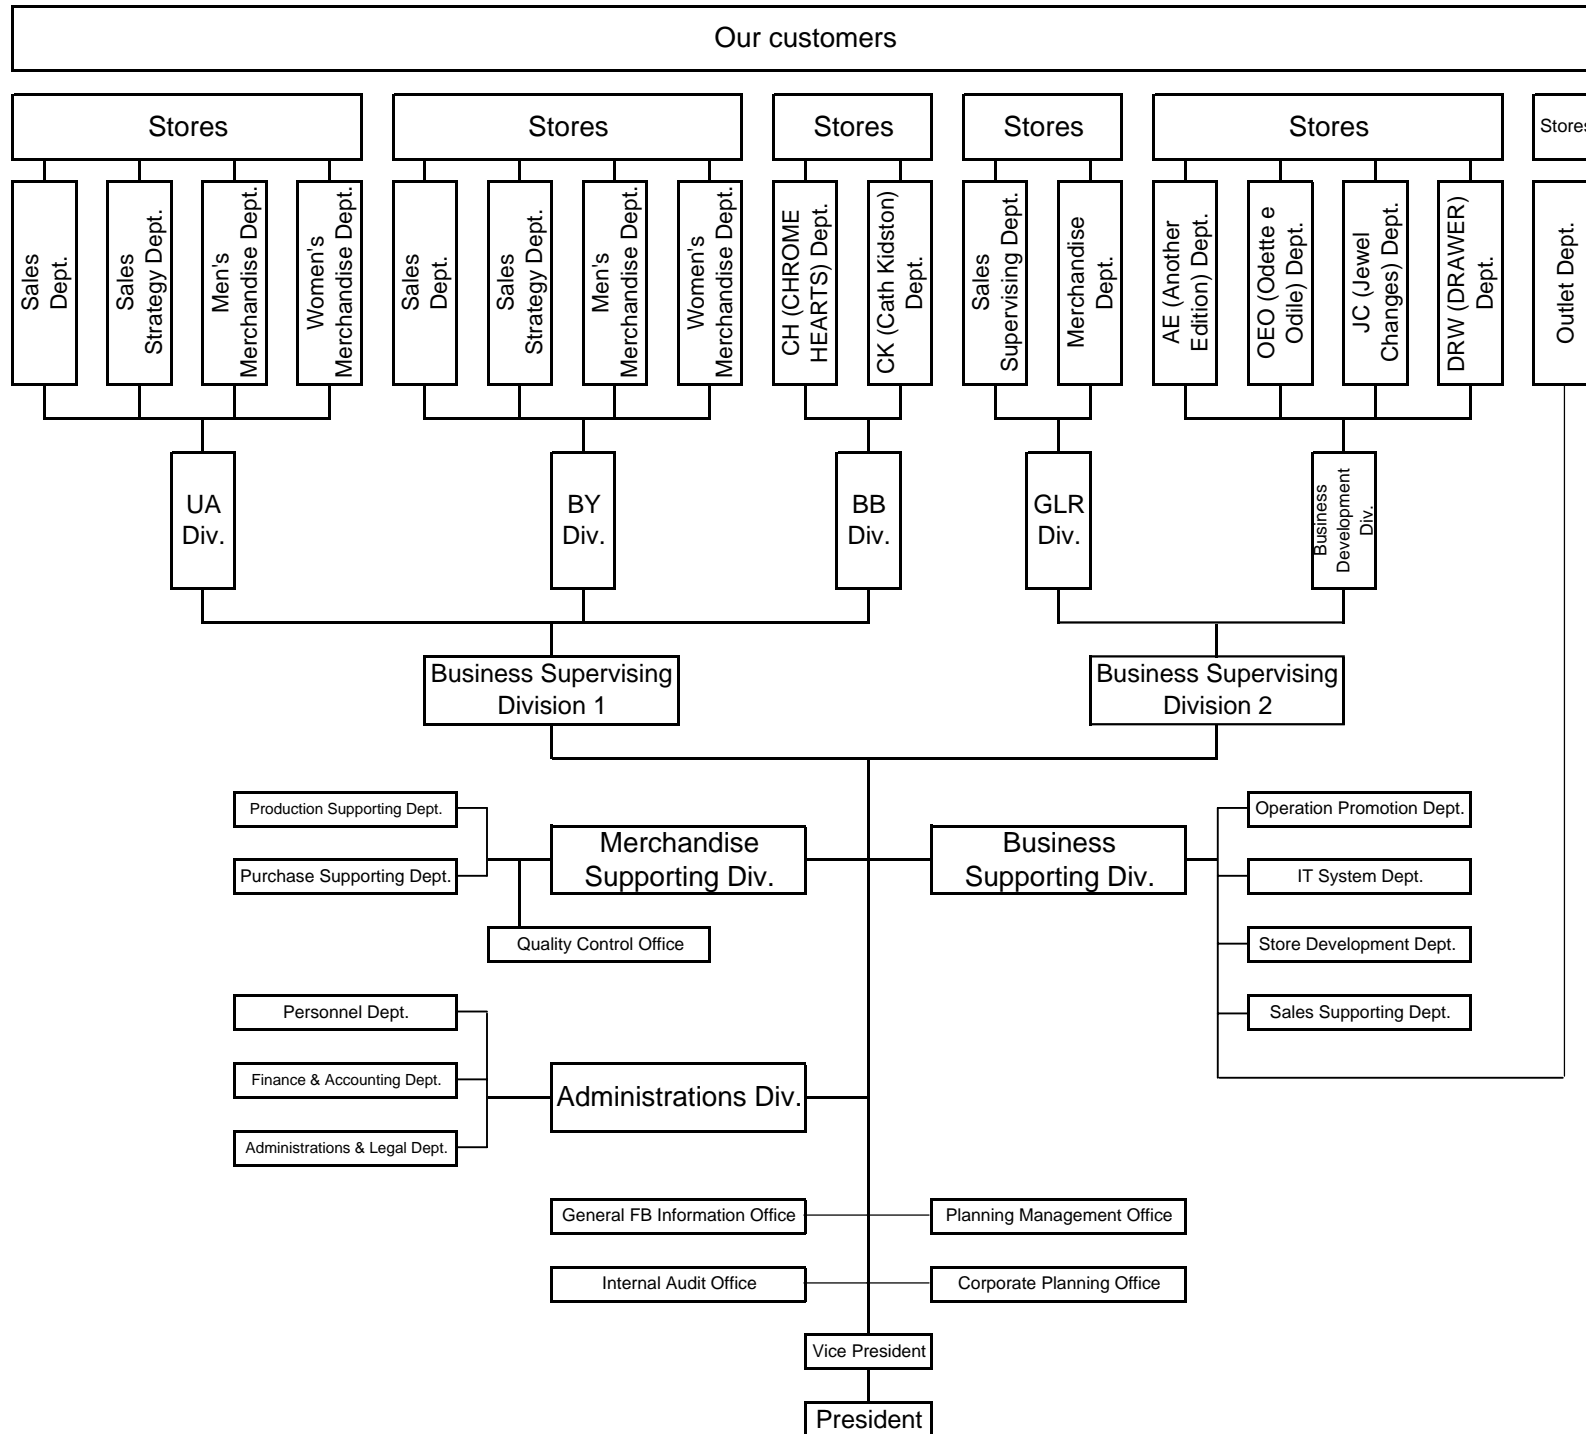 Our customers
Stores
Stores
Stores
Stores
Stores
Stores
Sales
Dept.
Sales
Strategy Dept.
Men's
Merchandise Dept.
Women's
Merchandise Dept.
Sales
Dept.
Sales
Strategy Dept.
Men's
Merchandise Dept.
Women's
Merchandise Dept.
CH (CHROME
HEARTS) Dept.
CK (Cath Kidston)
Dept.
Sales
Supervising Dept.
Merchandise
Dept.
AE (Another
Edition) Dept.
OEO (Odette e
Odile) Dept.
JC (Jewel
Changes) Dept.
DRW (DRAWER)
Dept.
Outlet Dept.
UA
Div.
BY
Div.
BB
Div.
GLR
Div.
Business
Development
Div.
Business Supervising
Division 1
Business Supervising
Division 2
Production Supporting Dept.
Purchase Supporting Dept.
Merchandise
Supporting Div.
Quality Control Office
Business
Supporting Div.
Operation Promotion Dept.
IT System Dept.
Store Development Dept.
Sales Supporting Dept.
Personnel Dept.
Finance & Accounting Dept.
Administrations & Legal Dept.
Administrations Div.
General FB Information Office
Planning Management Office
Internal Audit Office
Corporate Planning Office
Vice President
President